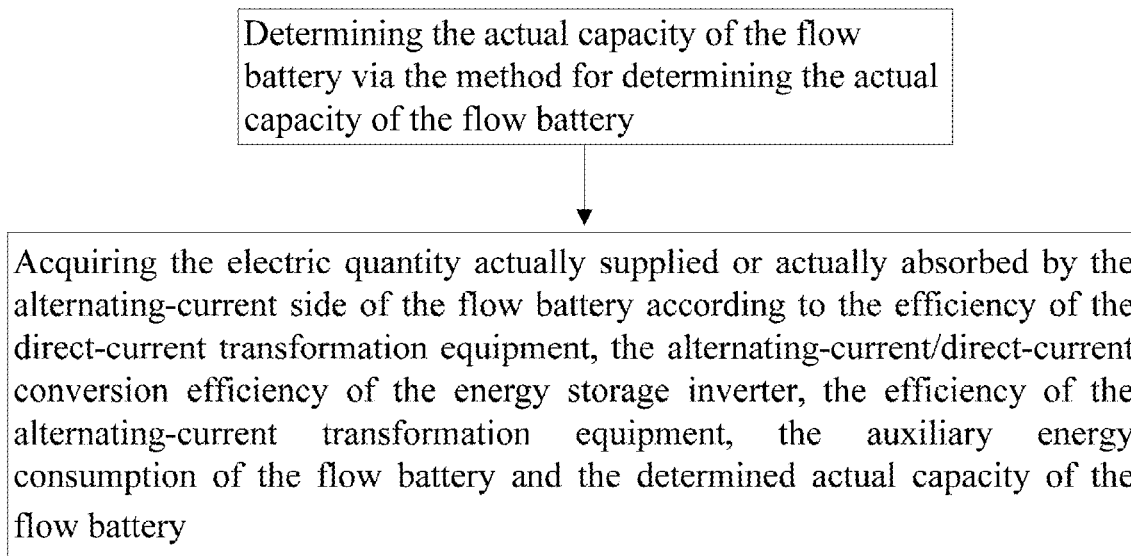 Determining the actual capacity of the flow
battery via the method for determining the actual
capacity of the flow battery
Acquiring the electric quantity actually supplied or actually absorbed by the
alternating-current side of the flow battery according to the efficiency of the
direct-current transformation equipment, the alternating-current/direct-current
conversion efficiency of the energy storage inverter, the efficiency of the
alternating-current transformation equipment, the auxiliary energy
consumption of the flow battery and the determined actual capacity of the
flow battery